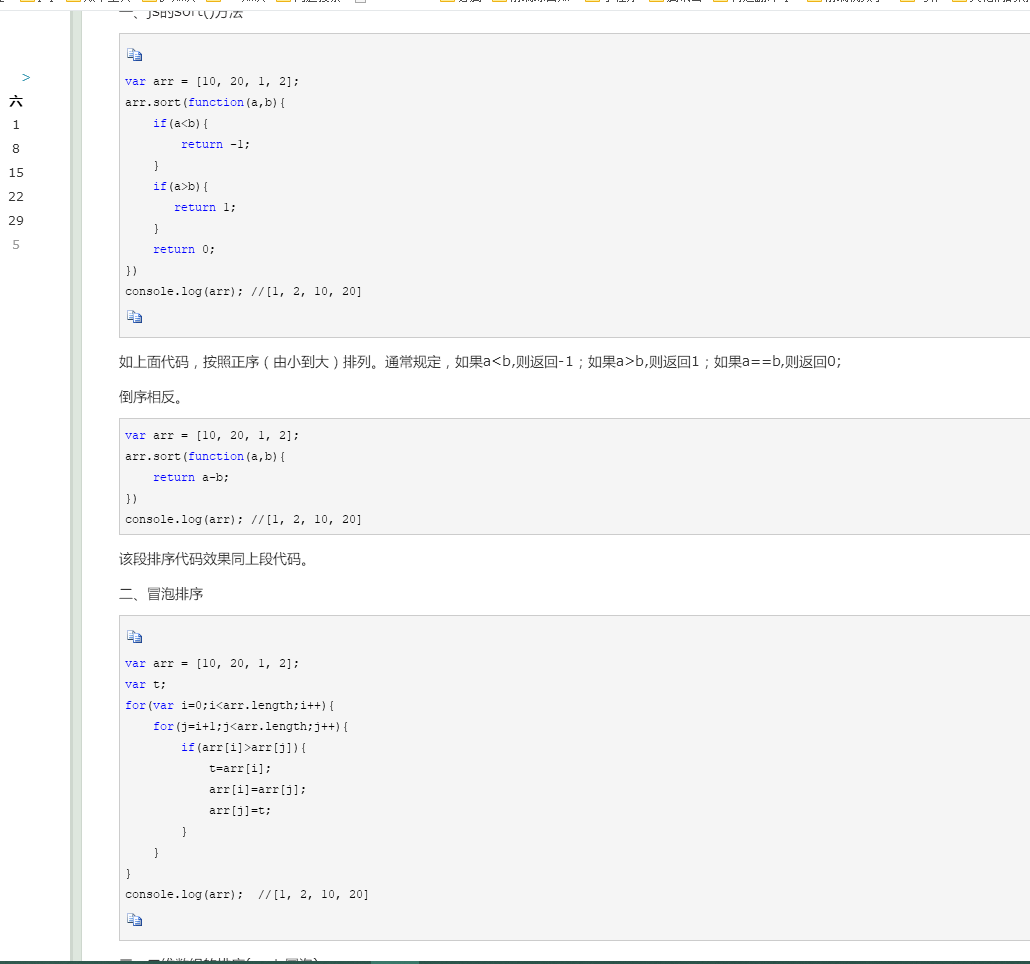 一、js的sort()方法
>
六
1
8
15
22
29
5
var arr = [10, 20, 1, 2];
arr.sort(function(a,b){
    if(a<b){
        return -1;
    }
    if(a>b){
       return 1;
    }
    return 0;
})
console.log(arr); //[1, 2, 10, 20]
如上面代码，按照正序（由小到大）排列。通常规定，如果a<b,则返回-1；如果a>b,则返回1；如果a==b,则返回0;
倒序相反。
var arr = [10, 20, 1, 2];
arr.sort(function(a,b){
    return a-b;
})
console.log(arr); //[1, 2, 10, 20]
该段排序代码效果同上段代码。
二、冒泡排序
var arr = [10, 20, 1, 2];
var t;
for(var i=0;i<arr.length;i++){
    for(j=i+1;j<arr.length;j++){
        if(arr[i]>arr[j]){
            t=arr[i];
            arr[i]=arr[j];
            arr[j]=t;
        }
    }
}
console.log(arr);  //[1, 2, 10, 20]